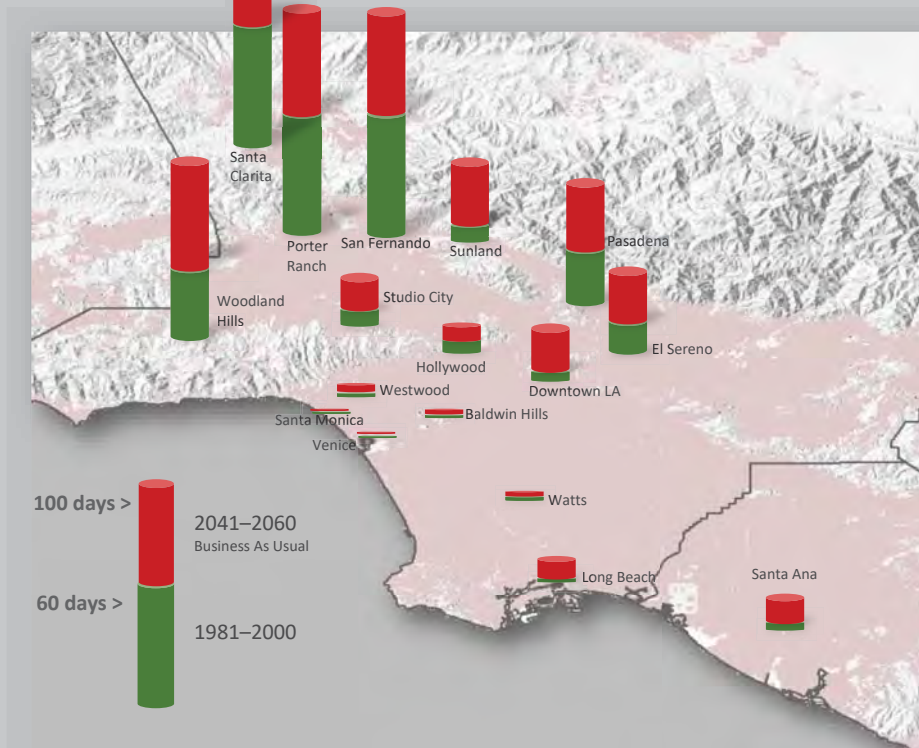 Santa
Clarita
Porter
Ranch
San Fernando
Sunland
Pasadena
Woodland
Hills
Studio City
El Sereno
Hollywood
Downtown LA
Westwood
Santa Monica
Baldwin Hills
Venice
Watts
Long Beach
Santa Ana
100 days >
2041–2060
Business As Usual
60 days >
1981–2000